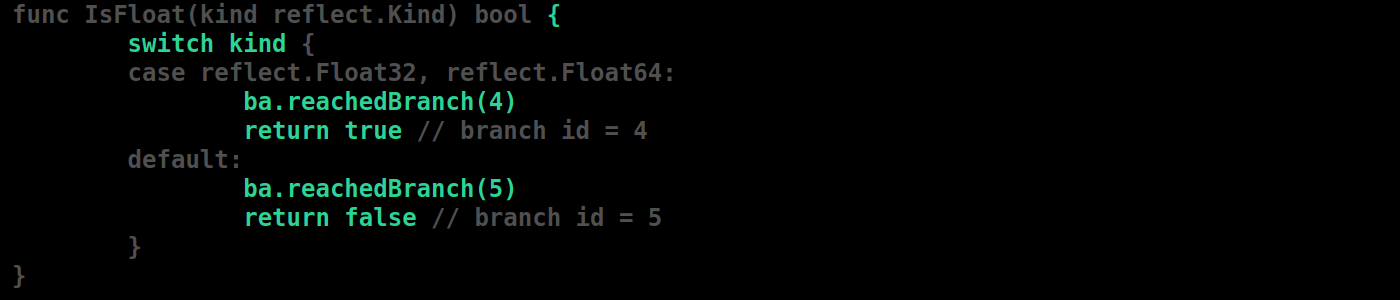 func IsFloat(kind reflect.Kind) bool {
        switch kind {
        case reflect.Float32, reflect.Float64:
                ba.reachedBranch(4)
                return true // branch id = 4
        default:
                ba.reachedBranch(5)
                return false // branch id = 5
        }
}